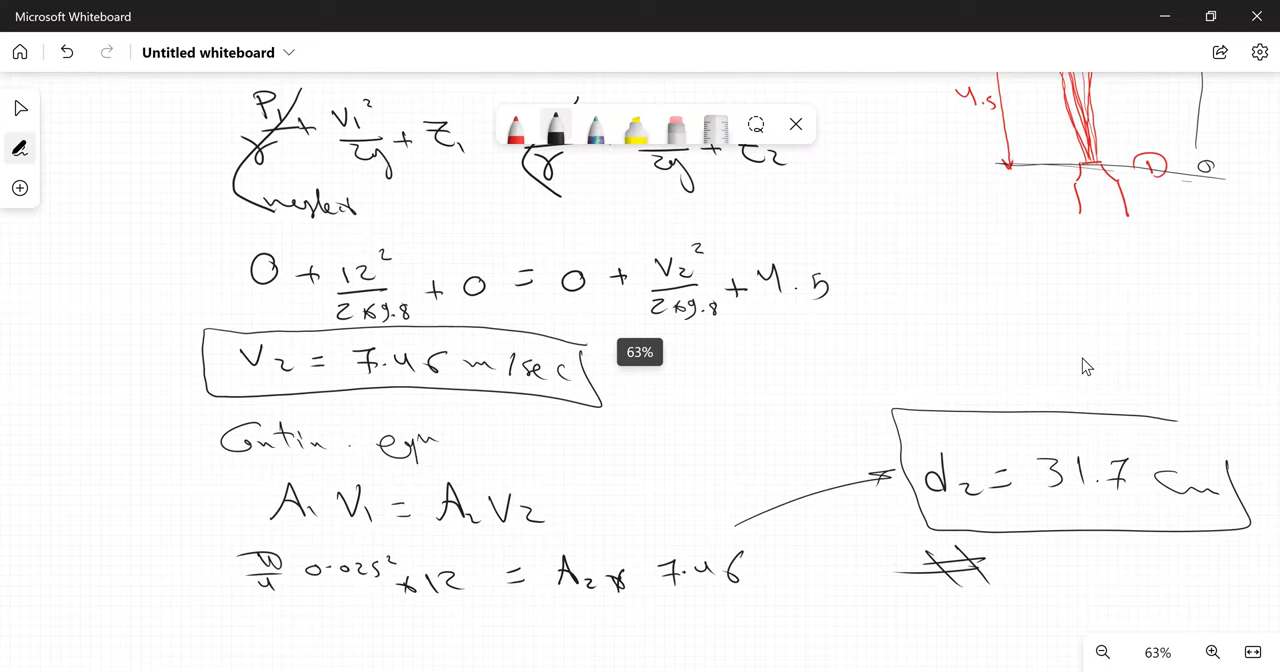 Microsoft Whiteboard
Untitled whiteboard
P1/γ + V1²/2g + Z1
γ 2g + Z2
neglect
4.5
1
0
0 + 12²/2*9.8 + 0 = 0 + V2²/2*9.8 + 4.5
V2 = 7.46 m/sec
63%
Contin. eqn
A1 V1 = A2 V2
π/4 0.025² * 12 = A2 * 7.46
d2 = 31.7 cm
63%